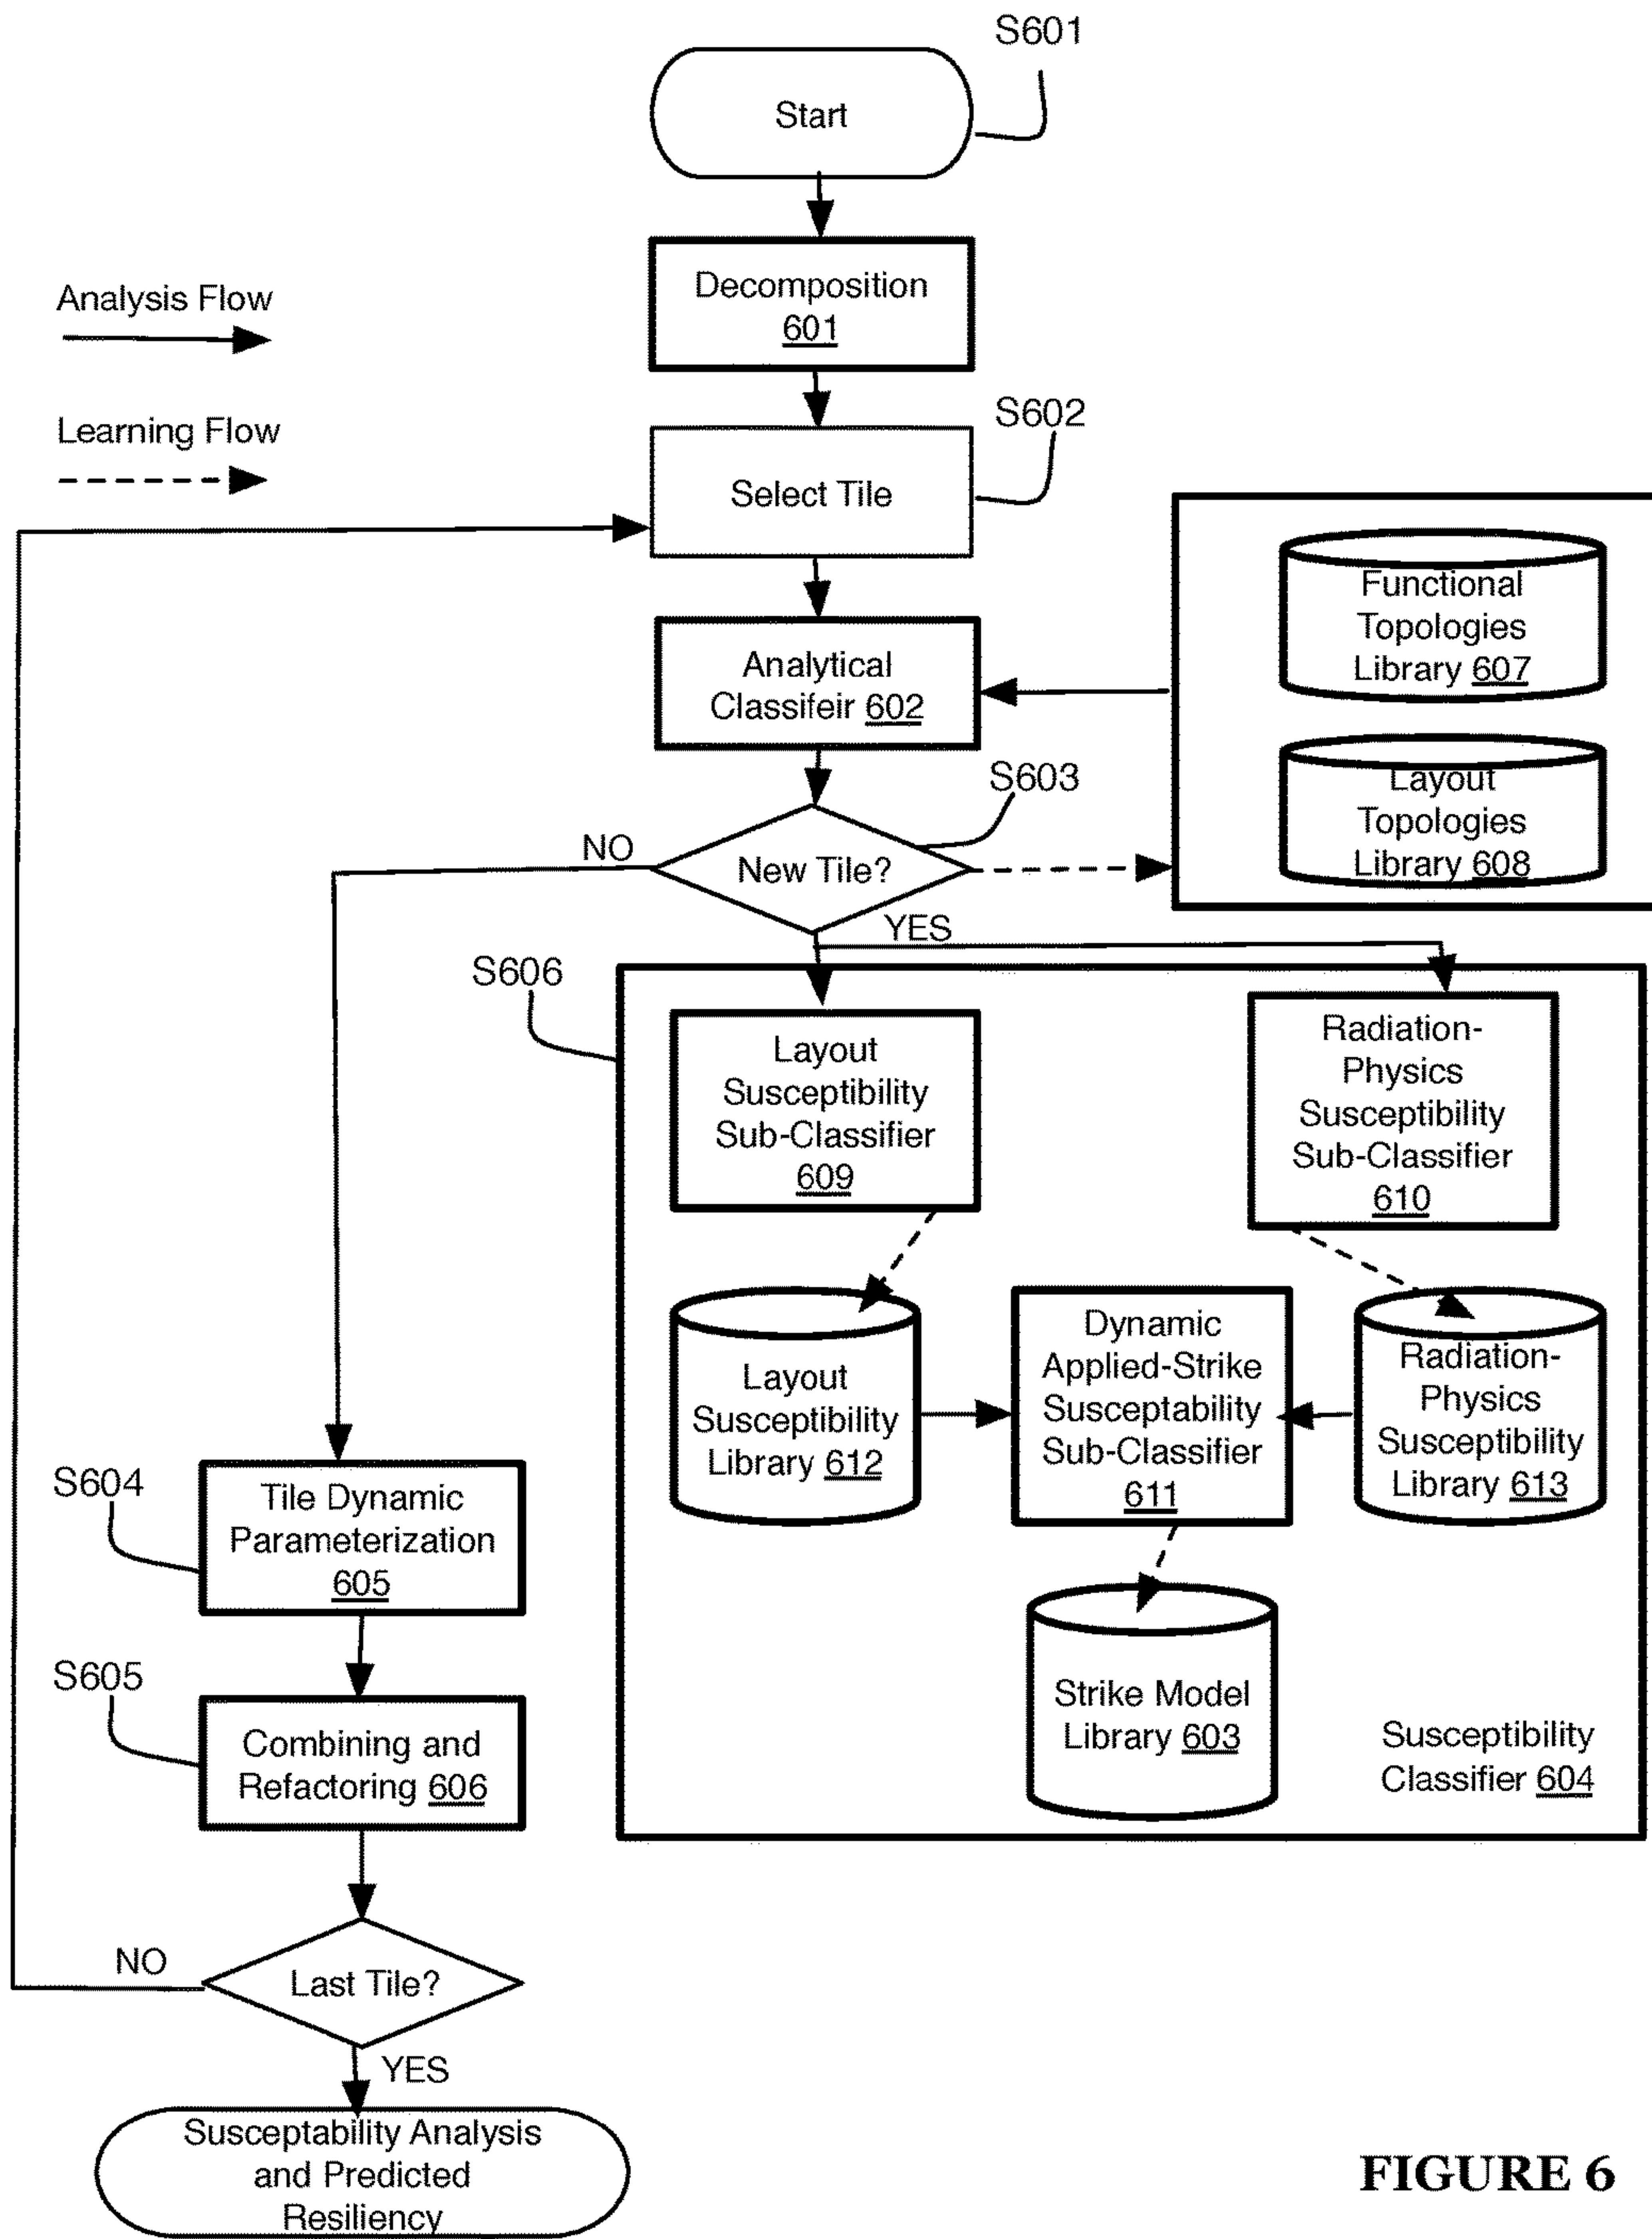 S601
Start
Decomposition
601
Analysis Flow
Learning Flow
S602
Select Tile
Functional
Topologies
Library 607
Analytical
Classifeir 602
Layout
Topologies
Library 608
S603
NO
New Tile?
YES
S606
Layout
Susceptibility
Sub-Classifier
609
Radiation-
Physics
Susceptibility
Sub-Classifier
610
Layout
Susceptibility
Library 612
Dynamic
Applied-Strike
Susceptability
Sub-Classifier
611
Radiation-
Physics
Susceptibility
Library 613
S604
Tile Dynamic
Parameterization
605
S605
Combining and
Refactoring 606
Strike Model
Library 603
Susceptibility
Classifier 604
NO
Last Tile?
YES
Susceptability Analysis
and Predicted
Resiliency
FIGURE 6